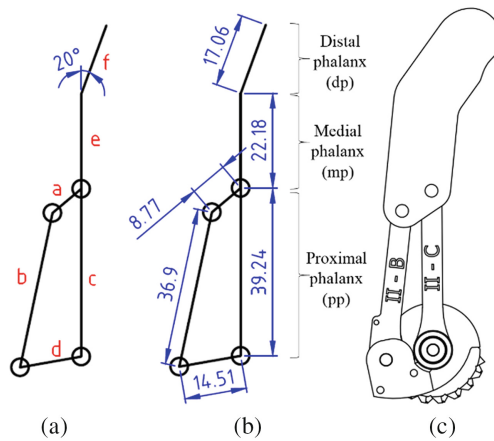 20°
f
e
a
b
c
d
(a)
17.06
22.18
8.77
36.9
39.24
14.51
(b)
Distal
phalanx
(dp)
Medial
phalanx
(mp)
Proximal
phalanx
(pp)
II-B
II-C
(c)